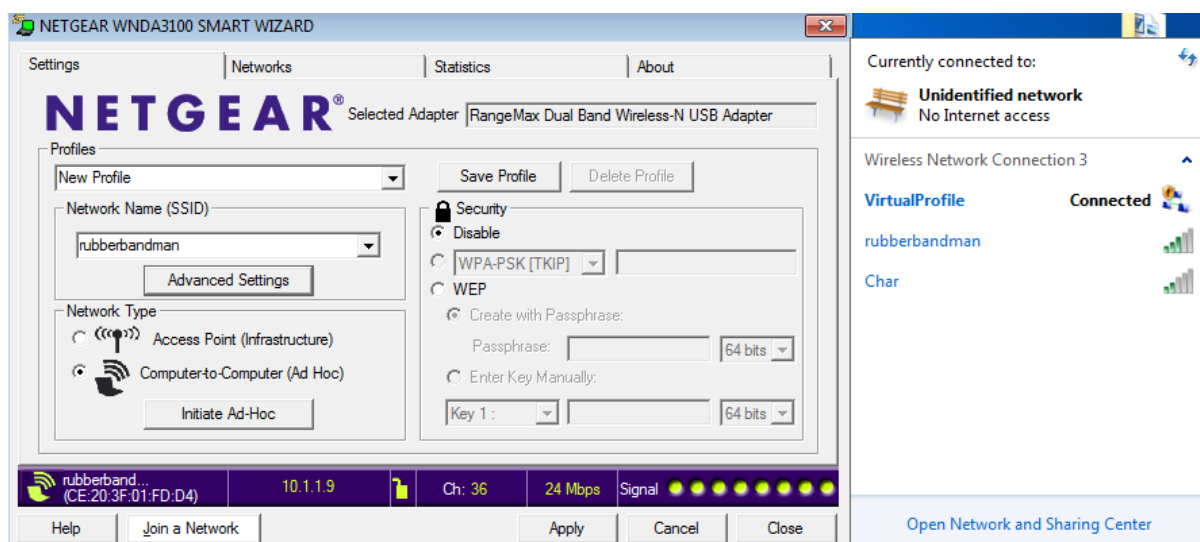 NETGEAR WNDA3100 SMART WIZARD
Settings
Networks
Statistics
About
NETGEAR®
Selected Adapter RangeMax Dual Band Wireless-N USB Adapter
Profiles
New Profile
Save Profile
Delete Profile
Network Name (SSID)
rubberbandman
Advanced Settings
Network Type
Access Point (Infrastructure)
Computer-to-Computer (Ad Hoc)
Initiate Ad-Hoc
Security
Disable
WPA-PSK [TKIP]
WEP
Create with Passphrase:
Passphrase:
64 bits
Enter Key Manually:
Key 1 :
64 bits
rubberband...
(CE:20:3F:01:FD:D4)
10.1.1.9
Ch: 36
24 Mbps
Signal
Help
Join a Network
Apply
Cancel
Close
Currently connected to:
Unidentified network
No Internet access
Wireless Network Connection 3
VirtualProfile Connected
rubberbandman
Char
Open Network and Sharing Center